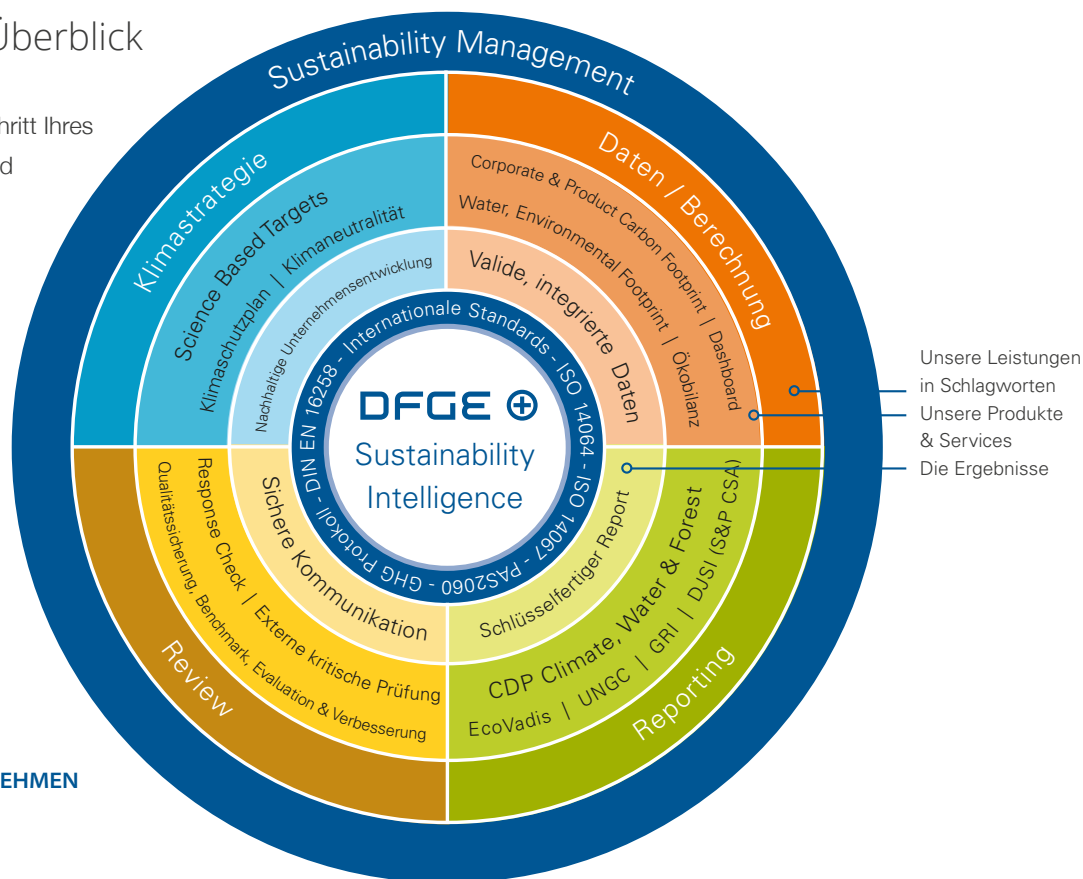 Überblick
hritt Ihres
d
Sustainability Management
Klimastrategie
Science Based Targets
Klimaschutzplan | Klimaneutralität
Nachhaltige Unternehmensentwicklung
Daten / Berechnung
Corporate & Product Carbon Footprint | Dashboard
Water, Environmental Footprint | Ökobilanz
Valide, integrierte Daten
DIN EN 16258 - Internationale Standards - ISO 14064 - ISO 14067 - PAS2060 - GHG Protokoll -
DFGE
Sustainability
Intelligence
Unsere Leistungen
in Schlagworten
Unsere Produkte
& Services
Die Ergebnisse
Sichere Kommunikation
Response Check | Externe kritische Prüfung
Qualitätssicherung, Benchmark, Evaluation & Verbesserung
Review
Schlüsselfertiger Report
CDP Climate, Water & Forest
EcoVadis | UNGC | GRI | DJSI (S&P CSA)
Reporting
EHMEN